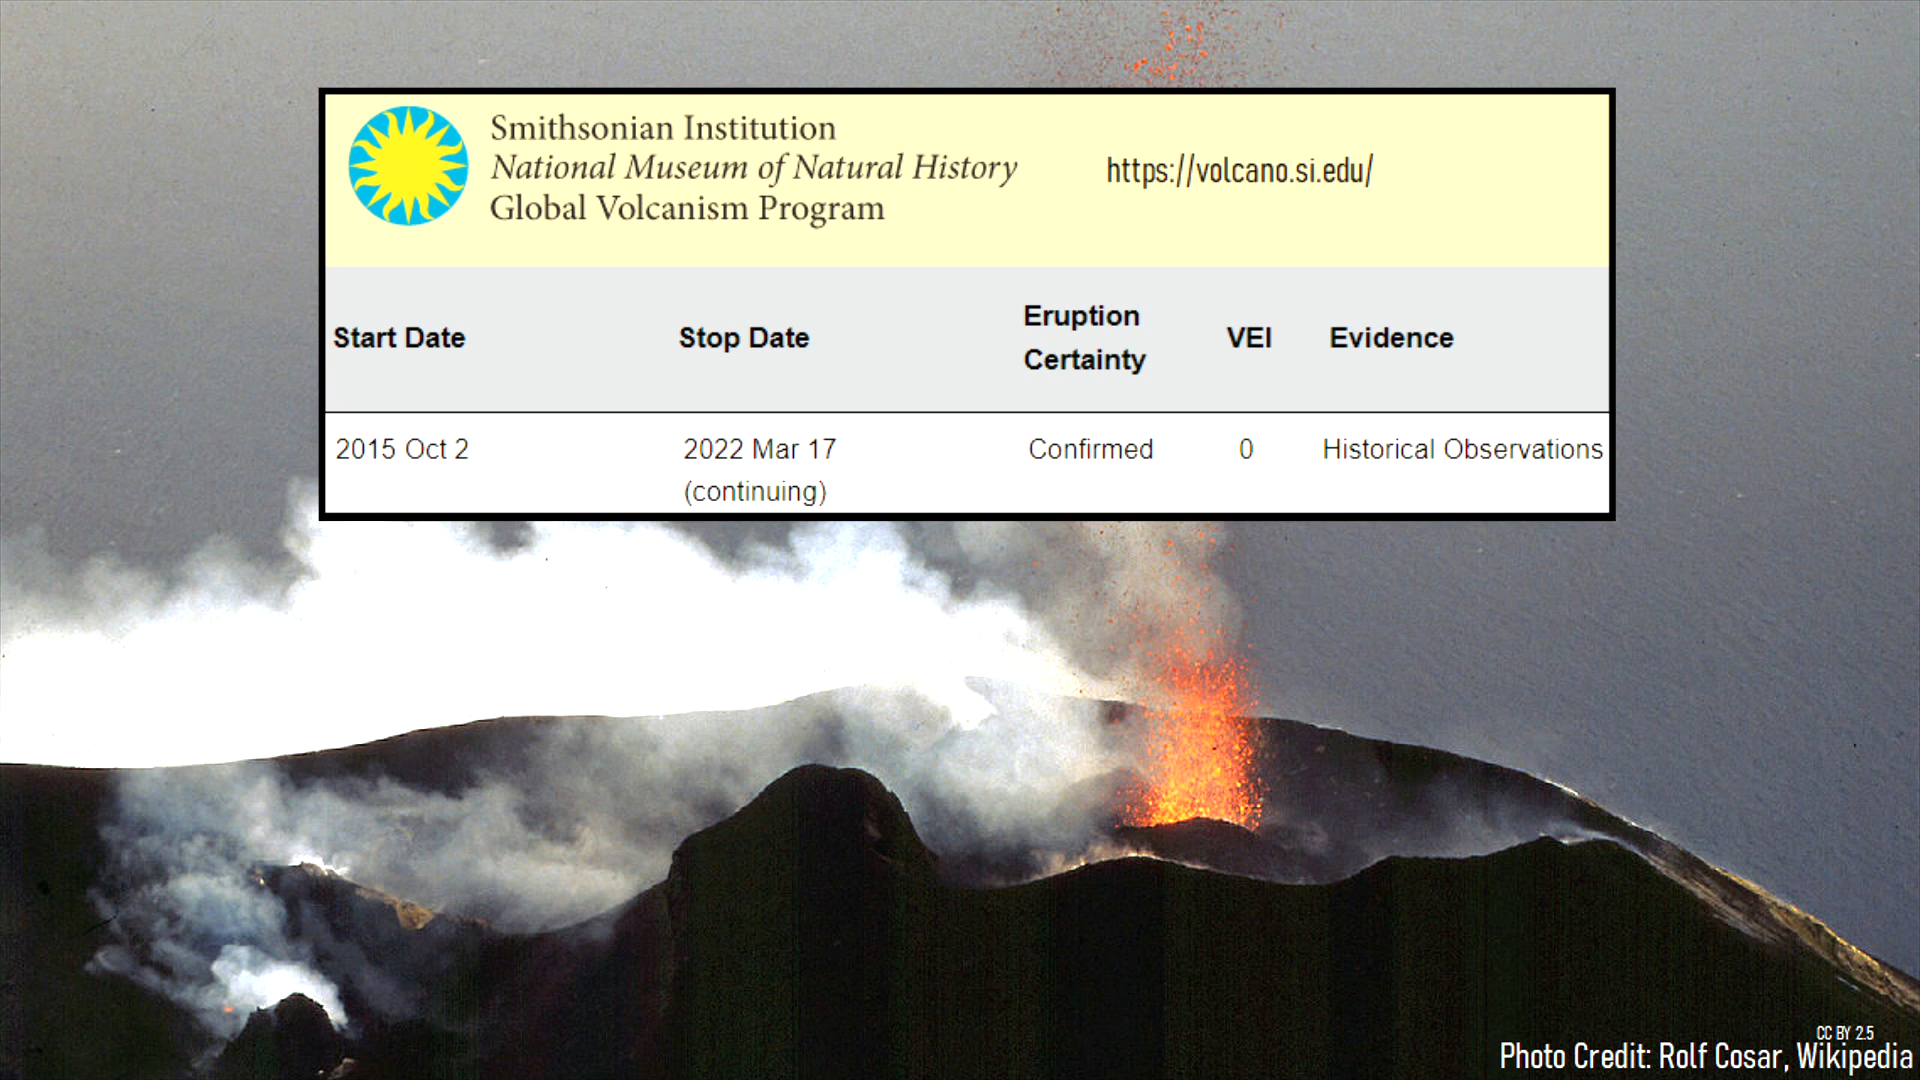 Smithsonian Institution
National Museum of Natural History
Global Volcanism Program
https://volcano.si.edu/
Start Date
Stop Date
Eruption
Certainty
VEI
Evidence
2015 Oct 2
2022 Mar 17
(continuing)
Confirmed
0
Historical Observations
CC BY 2.5
Photo Credit: Rolf Cosar, Wikipedia